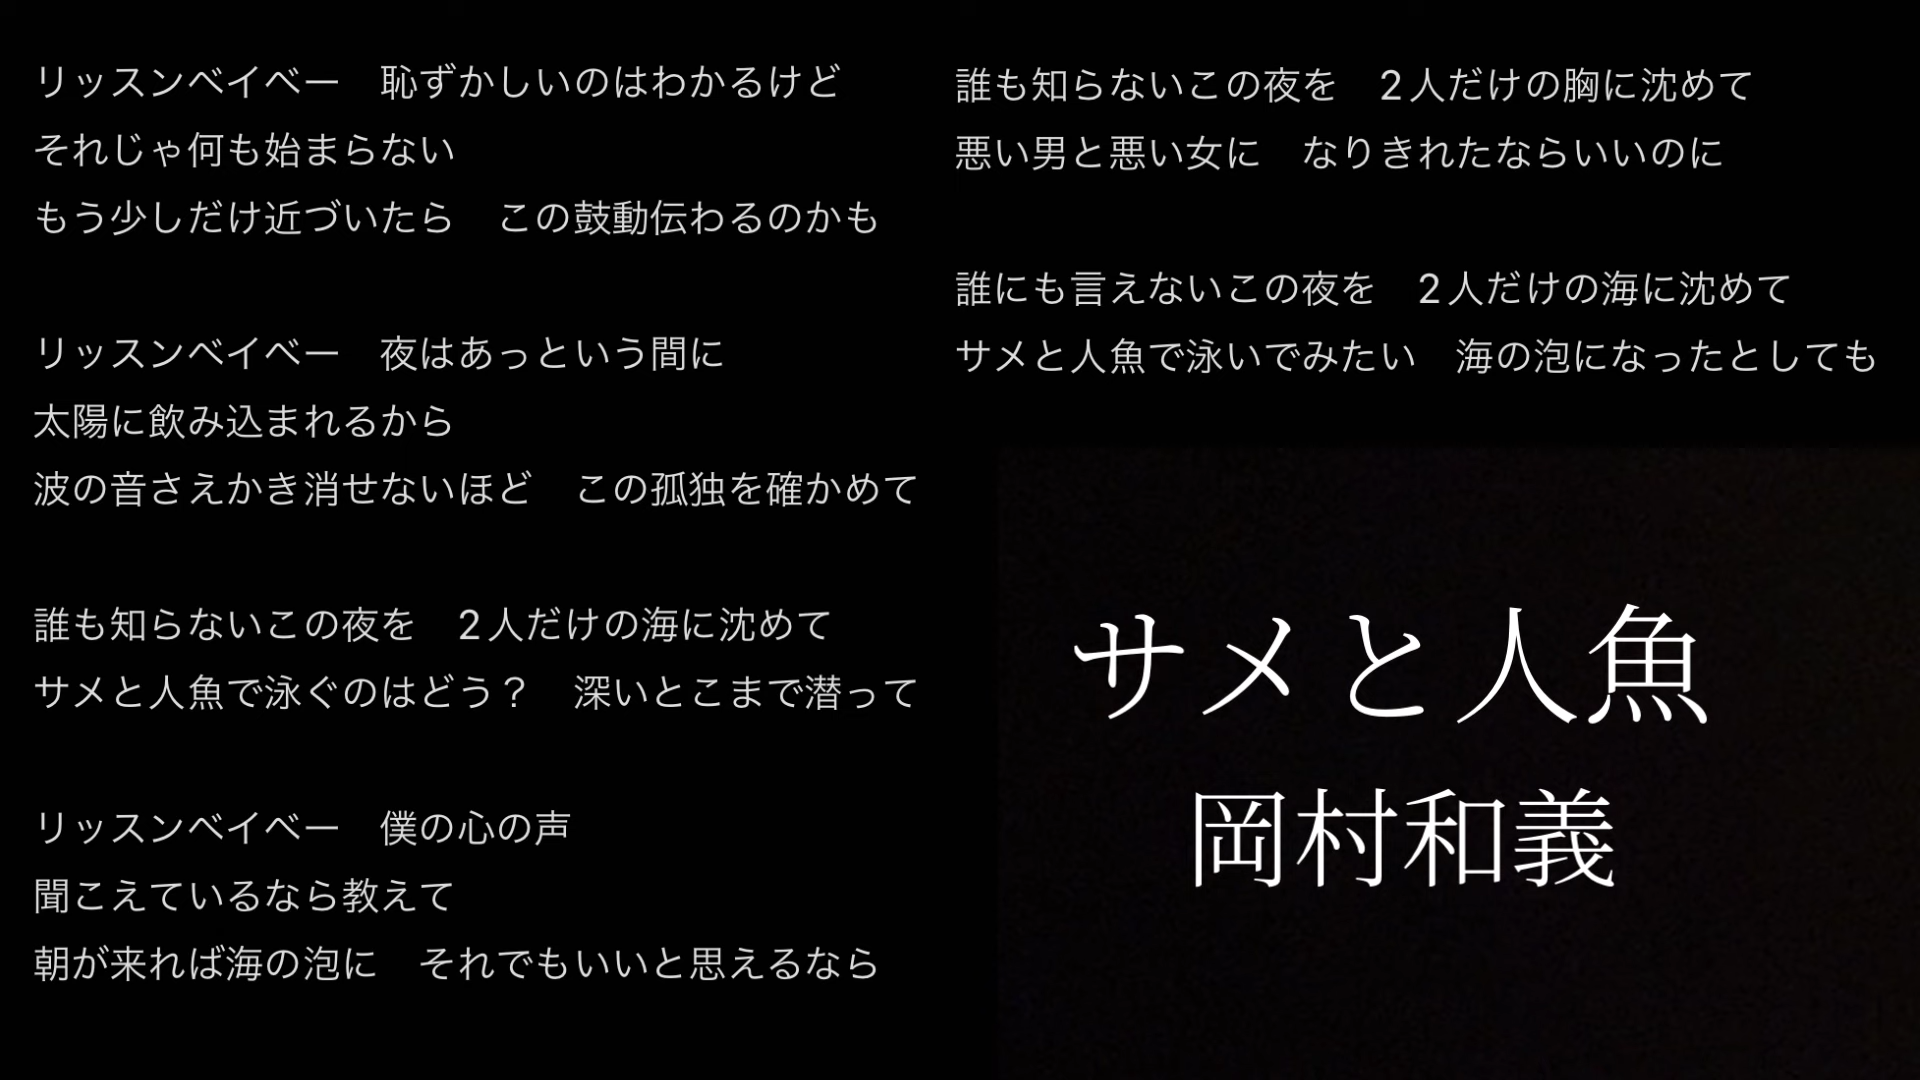 リッスンベイベー　恥ずかしいのはわかるけど
それじゃ何も始まらない
もう少しだけ近づいたら　この鼓動伝わるのかも
リッスンベイベー　夜はあっという間に
太陽に飲み込まれるから
波の音さえかき消せないほど　この孤独を確かめて
誰も知らないこの夜を　2人だけの海に沈めて
サメと人魚で泳ぐのはどう？　深いとこまで潜って
リッスンベイベー　僕の心の声
聞こえているなら教えて
朝が来れば海の泡に　それでもいいと思えるなら
誰も知らないこの夜を　2人だけの胸に沈めて
悪い男と悪い女に　なりきれたならいいのに
誰にも言えないこの夜を　2人だけの海に沈めて
サメと人魚で泳いでみたい　海の泡になったとしても
サメと人魚
岡村和義